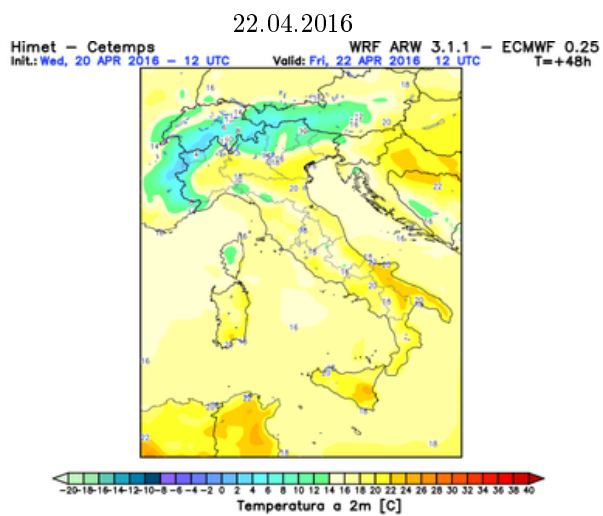 22.04.2016
Himet – Cetemps WRF ARW 3.1.1 – ECMWF 0.25
Init.: Wed, 20 APR 2016 – 12 UTC Valid: Fri, 22 APR 2016 12 UTC T=+48h
-20-18-16-14-12-10-8 -6 -4 -2 0 2 4 6 8 10 12 14 16 18 20 22 24 26 28 30 32 34 36 38 40
Temperatura a 2m [C]